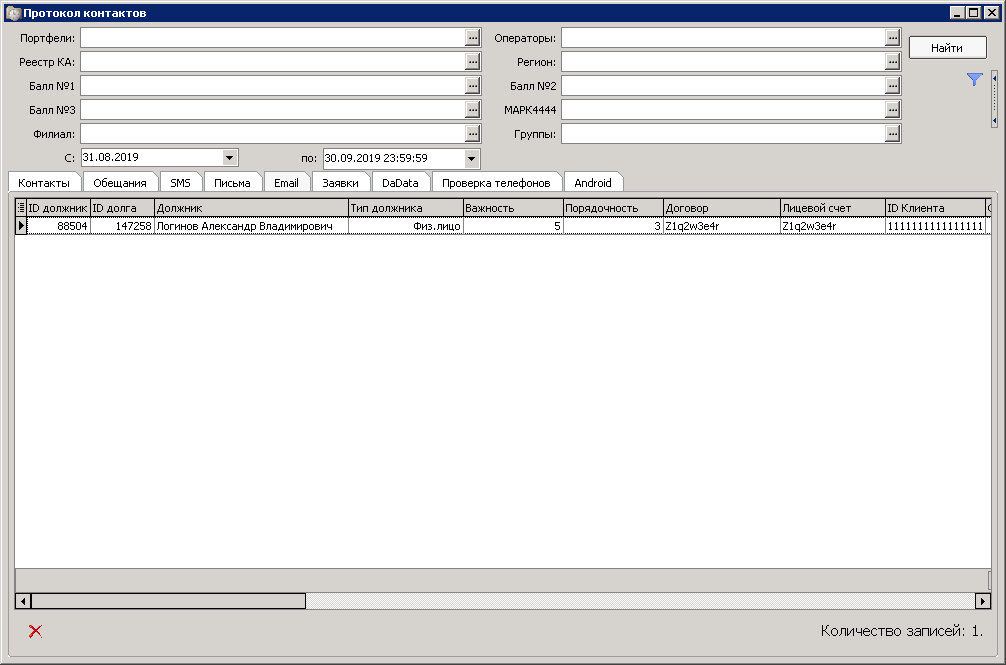 Протокол контактов
Портфели: Операторы: Найти
Реестр КА: Регион:
Балл №1 Балл №2
Балл №3 МАРК4444
Филиал: Группы:
С: 31.08.2019 по: 30.09.2019 23:59:59
Контакты Обещания SMS Письма Email Заявки DaData Проверка телефонов Android
ID должник ID долга Должник Тип должника Важность Порядочность Договор Лицевой счет ID Клиента
88504 147258 Логинов Александр Владимирович Физ.лицо 5 3 Z1q2w3e4r Z1q2w3e4r 1111111111111111
Количество записей: 1.